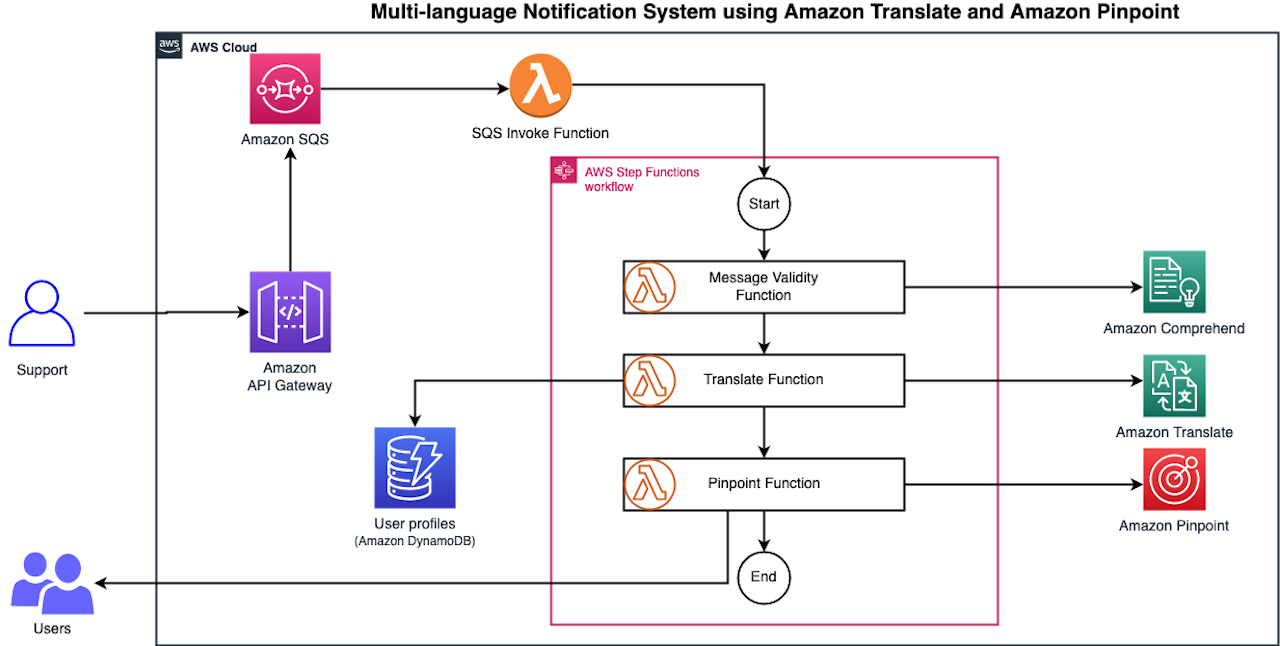 Multi-language Notification System using Amazon Translate and Amazon Pinpoint
aws
AWS Cloud
Amazon SQS
SQS Invoke Function
AWS Step Functions
workflow
Start
Message Validity
Function
Amazon Comprehend
Support
Amazon
API Gateway
Translate Function
A
文
Amazon Translate
User profiles
(Amazon DynamoDB)
Pinpoint Function
Amazon Pinpoint
End
Users